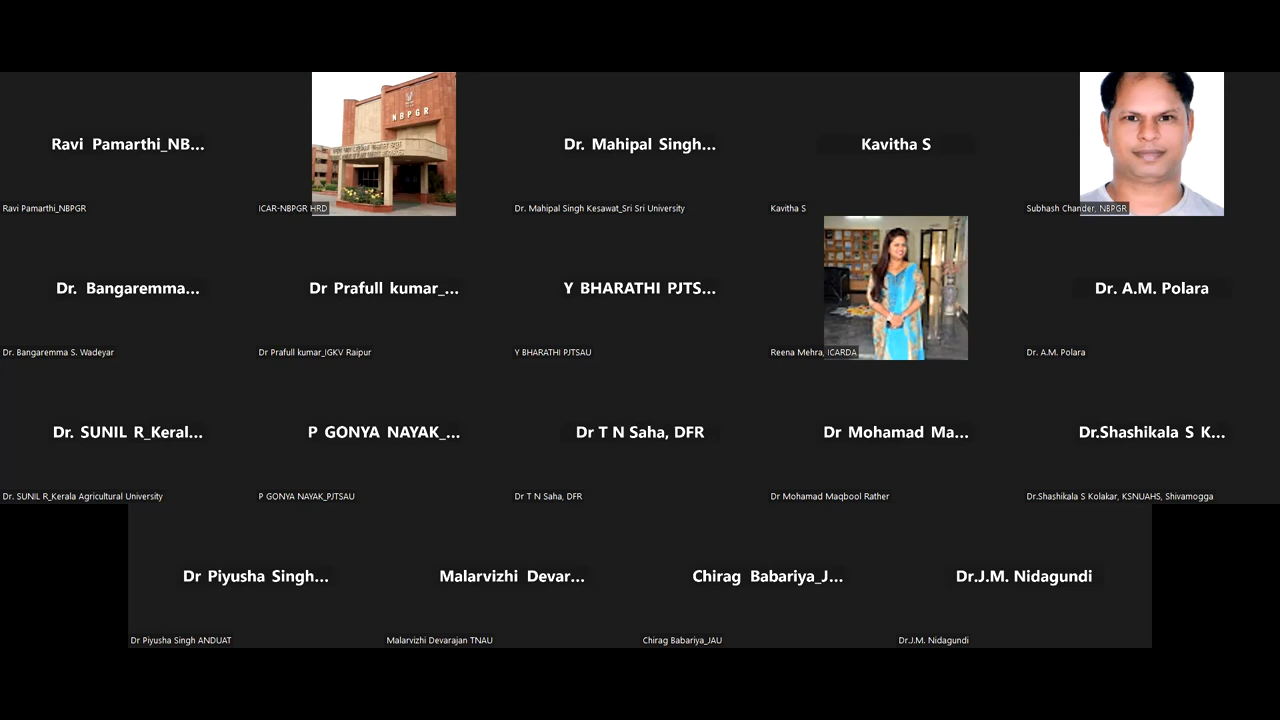 Ravi Pamarthi_NB...
NBPGR
Dr. Mahipal Singh...
Kavitha S
Ravi Pamarthi_NBPGR
ICAR-NBPGR HRD
Dr. Mahipal Singh Kesawat_Sri Sri University
Kavitha S
Subhash Chander, NBPGR
Dr. Bangaremma...
Dr Prafull kumar_...
Y BHARATHI PJTS...
Dr. A.M. Polara
Dr. Bangaremma S. Wadeyar
Dr Prafull kumar_IGKV Raipur
Y BHARATHI PJTSAU
Reena Mehra, ICARDA
Dr. A.M. Polara
Dr. SUNIL R_Keral...
P GONYA NAYAK_...
Dr T N Saha, DFR
Dr Mohamad Ma...
Dr.Shashikala S K...
Dr. SUNIL R_Kerala Agricultural University
P GONYA NAYAK_PJTSAU
Dr T N Saha, DFR
Dr Mohamad Maqbool Rather
Dr.Shashikala S Kolakar, KSNUAHS, Shivamogga
Dr Piyusha Singh...
Malarvizhi Devar...
Chirag Babariya_J...
Dr.J.M. Nidagundi
Dr Piyusha Singh ANDUAT
Malarvizhi Devarajan TNAU
Chirag Babariya_JAU
Dr.J.M. Nidagundi